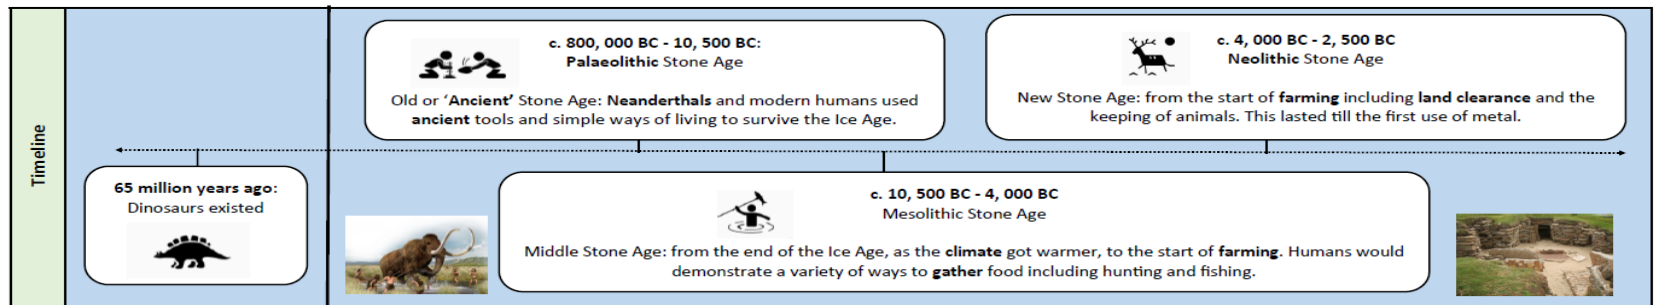 Timeline
65 million years ago:
Dinosaurs existed
c. 800, 000 BC - 10, 500 BC:
Palaeolithic Stone Age
Old or ‘Ancient’ Stone Age: Neanderthals and modern humans used
ancient tools and simple ways of living to survive the Ice Age.
c. 10, 500 BC - 4, 000 BC
Mesolithic Stone Age
Middle Stone Age: from the end of the Ice Age, as the climate got warmer, to the start of farming. Humans would
demonstrate a variety of ways to gather food including hunting and fishing.
c. 4, 000 BC - 2, 500 BC
Neolithic Stone Age
New Stone Age: from the start of farming including land clearance and the
keeping of animals. This lasted till the first use of metal.